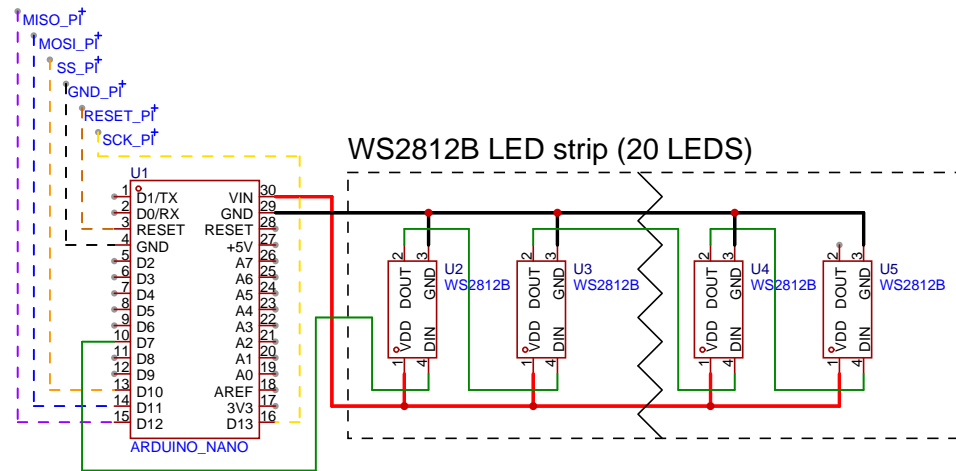 MISO_PI
MOSI_PI
SS_PI
GND_PI
RESET_PI
SCK_PI
WS2812B LED strip (20 LEDS)
U1
1 D1/TX VIN 30
2 D0/RX GND 29
3 RESET RESET 28
4 GND +5V 27
5 D2 A7 26
6 D3 A6 25
7 D4 A5 24
8 D5 A4 23
9 D6 A3 22
10 D7 A2 21
11 D8 A1 20
12 D9 A0 19
13 D10 AREF 18
14 D11 3V3 17
15 D12 D13 16
ARDUINO_NANO
2 DOUT 3 GND
1 VDD 4 DIN
U2
WS2812B
2 DOUT 3 GND
1 VDD 4 DIN
U3
WS2812B
2 DOUT 3 GND
1 VDD 4 DIN
U4
WS2812B
2 DOUT 3 GND
1 VDD 4 DIN
U5
WS2812B